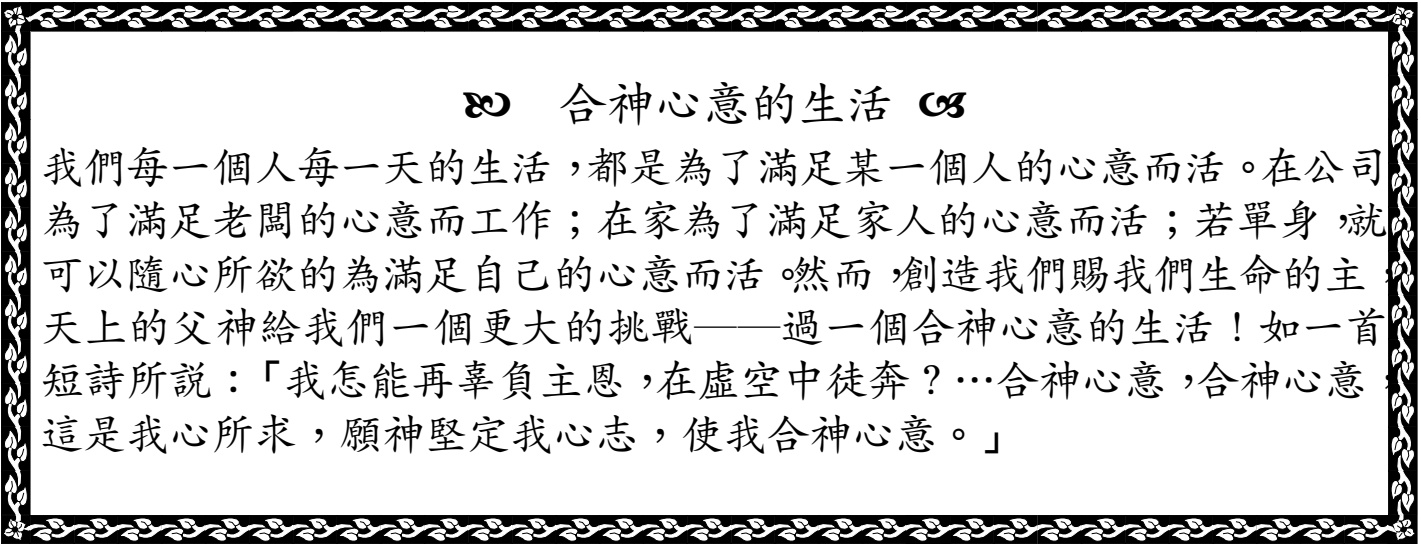 合神心意的生活
我們每一個人每一天的生活，都是為了滿足某一個人的心意而活。在公司
為了滿足老闆的心意而工作；在家為了滿足家人的心意而活；若單身，就
可以隨心所欲的為滿足自己的心意而活。然而，創造我們賜我們生命的主，
天上的父神給我們一個更大的挑戰——過一個合神心意的生活！如一首
短詩所說：「我怎能再辜負主恩，在虛空中徒奔？…合神心意，合神心意，
這是我心所求，願神堅定我心志，使我合神心意。」